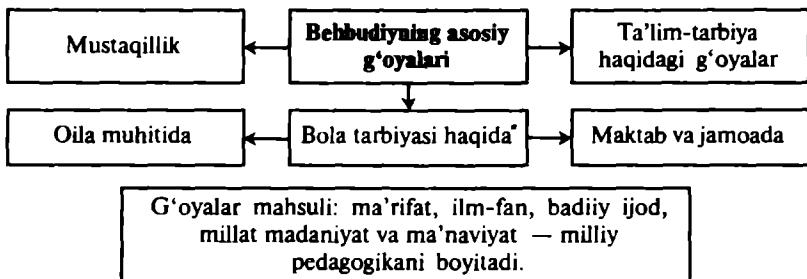 Mustaqillik
Behbudiyning asosiy
g‘oyalari
Ta’lim-tarbiya
haqidagi g‘oyalar
Oila muhitida
Bola tarbiyasi haqida
Maktab va jamoada
G‘oyalar mahsuli: ma’rifat, ilm-fan, badiiy ijod,
millat madaniyat va ma’naviyat — milliy
pedagogikani boyitadi.